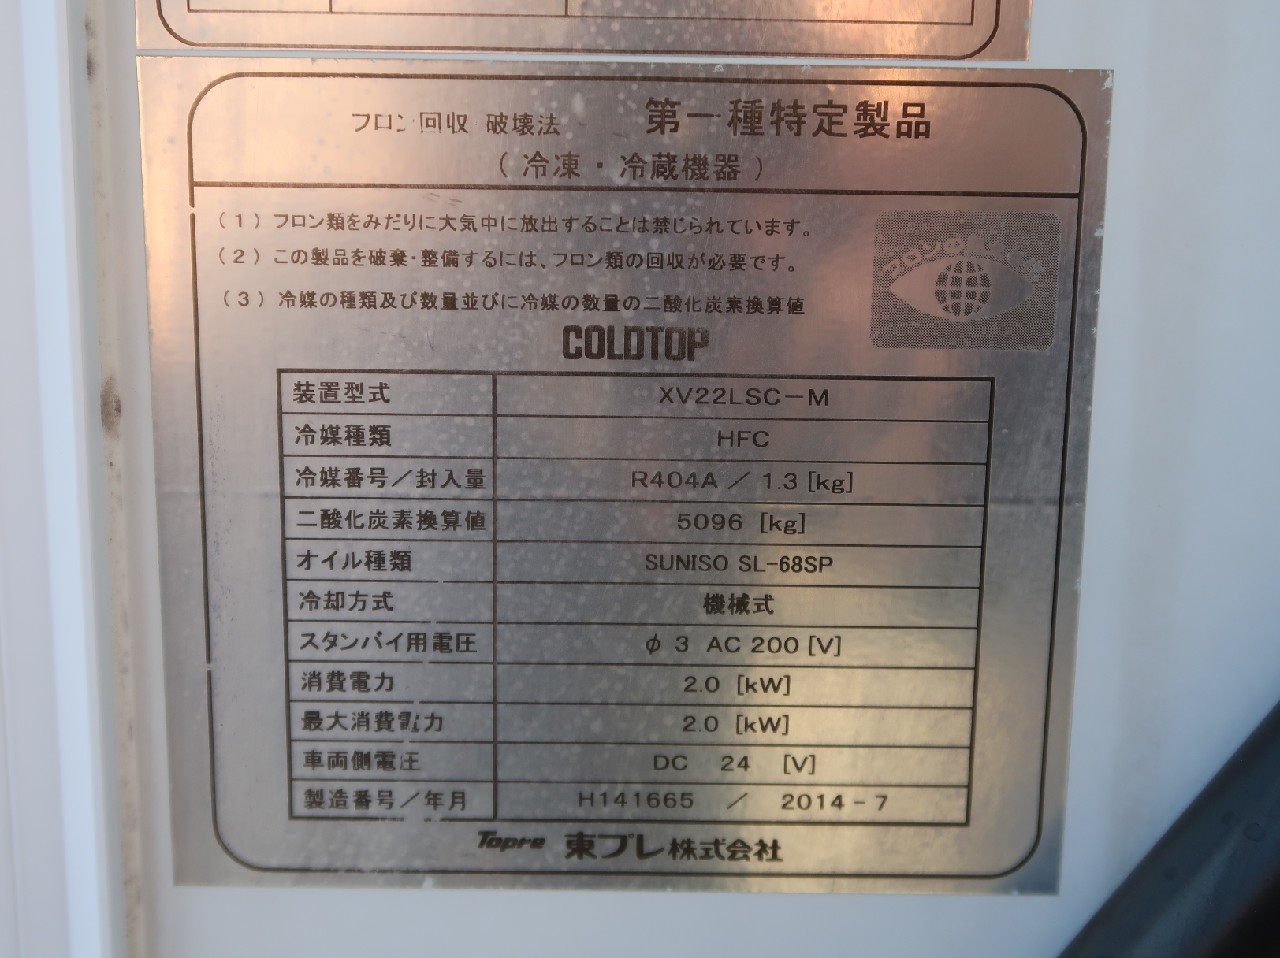 フロン回収 破壊法 第一種特定製品
(冷凍・冷蔵機器)
(1)フロン類をみだりに大気中に放出することは禁じられています。
(2)この製品を破棄・整備するには、フロン類の回収が必要です。
(3)冷媒の種類及び数量並びに冷媒の数量の二酸化炭素換算値
COLDTOP
装置型式 XV22LSC-M
冷媒種類 HFC
冷媒番号/封入量 R404A / 1.3 [kg]
二酸化炭素換算値 5096 [kg]
オイル種類 SUNISO SL-68SP
冷却方式 機械式
スタンバイ用電圧 φ 3 AC 200 [V]
消費電力 2.0 [kW]
最大消費電力 2.0 [kW]
車両側電圧 DC 24 [V]
製造番号/年月 H141665 / 2014-7
Topre 東プレ株式会社